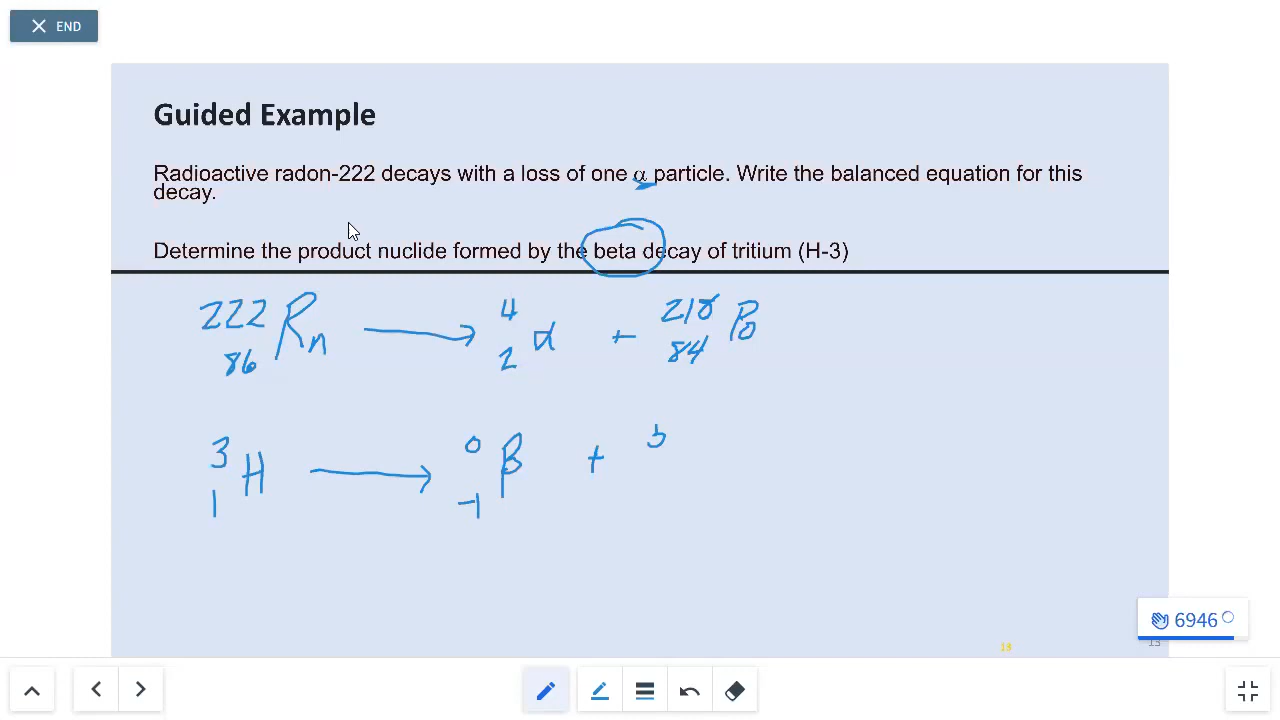 END
Guided Example
Radioactive radon-222 decays with a loss of one α particle. Write the balanced equation for this
decay.
Determine the product nuclide formed by the beta decay of tritium (H-3)
222 86 Rn → 4 2 α + 218 84 Po
3 1 H → 0 -1 β + 3
6946
13
13